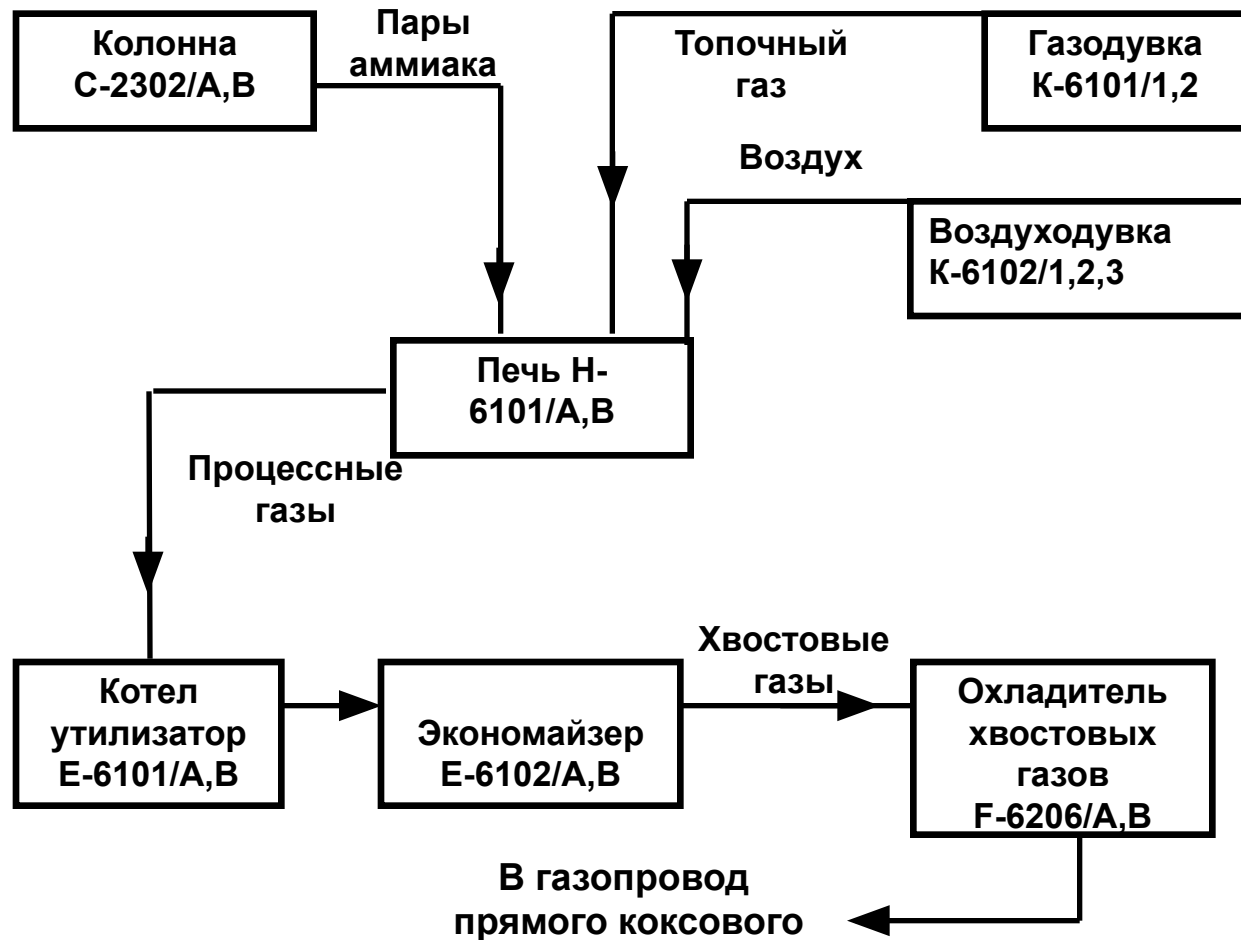 Колонна
С-2302/А,В
Пары
аммиака
Топочный
газ
Газодувка
К-6101/1,2
Воздух
Воздуходувка
К-6102/1,2,3
Печь Н-
6101/А,В
Процессные
газы
Котел
утилизатор
Е-6101/А,В
Экономайзер
Е-6102/А,В
Хвостовые
газы
Охладитель
хвостовых
газов
F-6206/А,В
В газопровод
прямого коксового